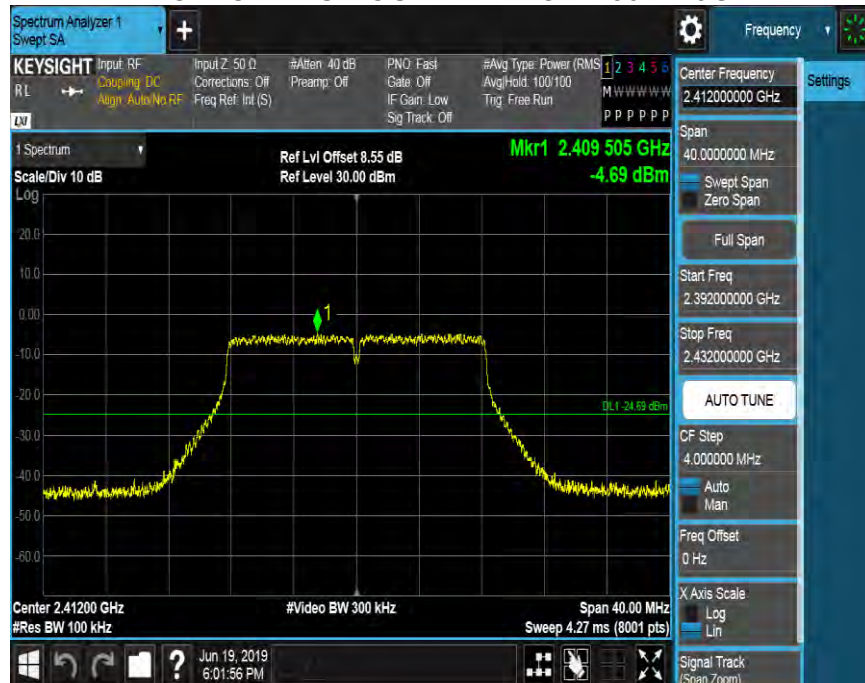 Spectrum Analyzer 1
Swept SA
+
Frequency
KEYSIGHT
RL
LXI
Input: RF
Coupling: DC
Align: Auto/No RF
Input Z: 50 Ω
Corrections: Off
Freq Ref: Int (S)
#Atten: 40 dB
Preamp: Off
PNO: Fast
Gate: Off
IF Gain: Low
Sig Track: Off
#Avg Type: Power (RMS
Avg|Hold: 100/100
Trig: Free Run
1 2 3 4 5 6
M W W W W W
P P P P P P
1 Spectrum
Scale/Div 10 dB
Log
Ref Lvl Offset 8.55 dB
Ref Level 30.00 dBm
Mkr1 2.409 505 GHz
-4.69 dBm
20.0
10.0
0.00
-10.0
-20.0
-30.0
-40.0
-50.0
-60.0
1
DL1 -24.69 dBm
Center 2.41200 GHz
#Res BW 100 kHz
#Video BW 300 kHz
Span 40.00 MHz
Sweep 4.27 ms (8001 pts)
Center Frequency
2.412000000 GHz
Settings
Span
40.0000000 MHz
Swept Span
Zero Span
Full Span
Start Freq
2.392000000 GHz
Stop Freq
2.432000000 GHz
AUTO TUNE
CF Step
4.000000 MHz
Auto
Man
Freq Offset
0 Hz
X Axis Scale
Log
Lin
Signal Track
(Span Zoom)
?
Jun 19, 2019
6:01:56 PM